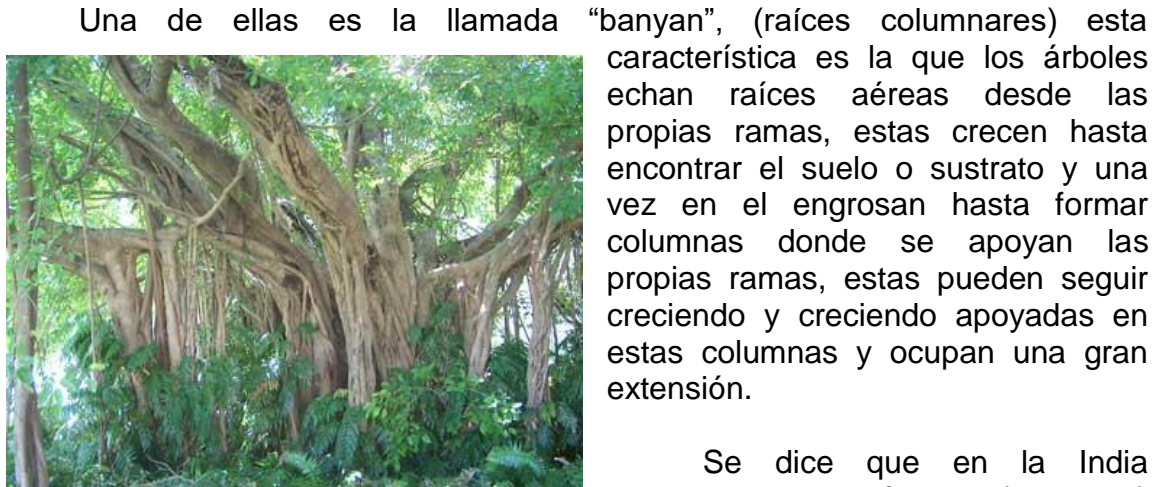 Una de ellas es la llamada “banyan”, (raíces columnares) esta
característica es la que los árboles
echan raíces aéreas desde las
propias ramas, estas crecen hasta
encontrar el suelo o sustrato y una
vez en el engrosan hasta formar
columnas donde se apoyan las
propias ramas, estas pueden seguir
creciendo y creciendo apoyadas en
estas columnas y ocupan una gran
extensión.
Se dice que en la India